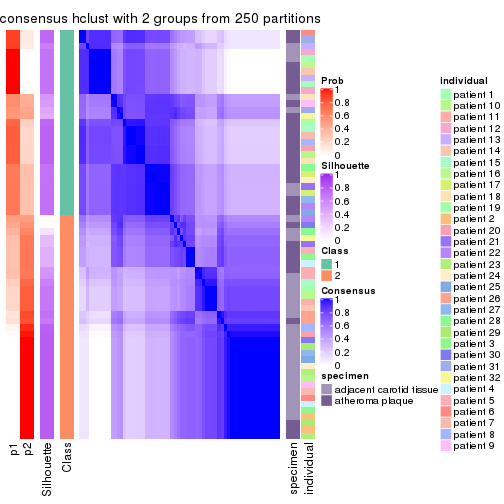 consensus hclust with 2 groups from 250 partitions
p1
p2
Silhouette
Class
specimen
individual
Prob
1
0.8
0.6
0.4
0.2
0
Silhouette
1
0.8
0.6
0.4
0.2
0
Class
1
2
Consensus
1
0.8
0.6
0.4
0.2
0
specimen
adjacent carotid tissue
atheroma plaque
individual
patient 1
patient 10
patient 11
patient 12
patient 13
patient 14
patient 15
patient 16
patient 17
patient 18
patient 19
patient 2
patient 20
patient 21
patient 22
patient 23
patient 24
patient 25
patient 26
patient 27
patient 28
patient 29
patient 3
patient 30
patient 31
patient 32
patient 4
patient 5
patient 6
patient 7
patient 8
patient 9